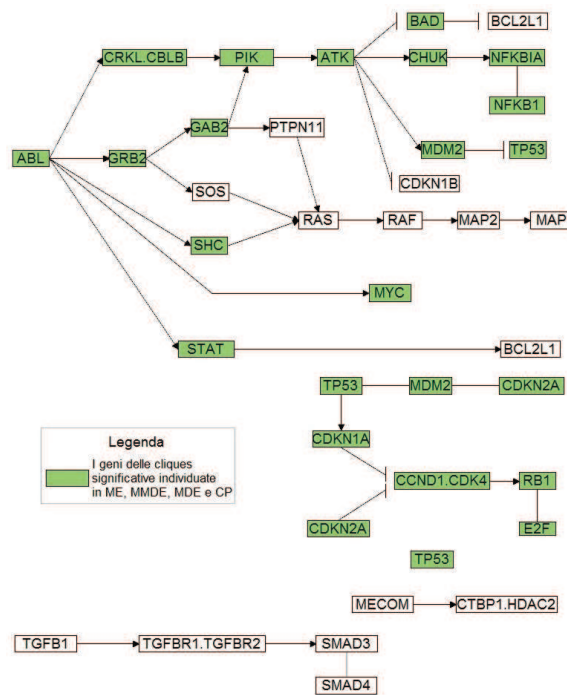 BAD
BCL2L1
CRKL.CBLB
PIK
ATK
CHUK
NFKBIA
NFKB1
GAB2
PTPN11
ABL
GRB2
MDM2
TP53
SOS
CDKN1B
RAS
RAF
MAP2
MAP
SHC
MYC
STAT
BCL2L1
TP53
MDM2
CDKN2A
CDKN1A
Legenda
I geni delle cliques
significative individuate
in ME, MMDE, MDE e CP
CCND1.CDK4
RB1
CDKN2A
E2F
TP53
MECOM
CTBP1.HDAC2
TGFB1
TGFBR1.TGFBR2
SMAD3
SMAD4